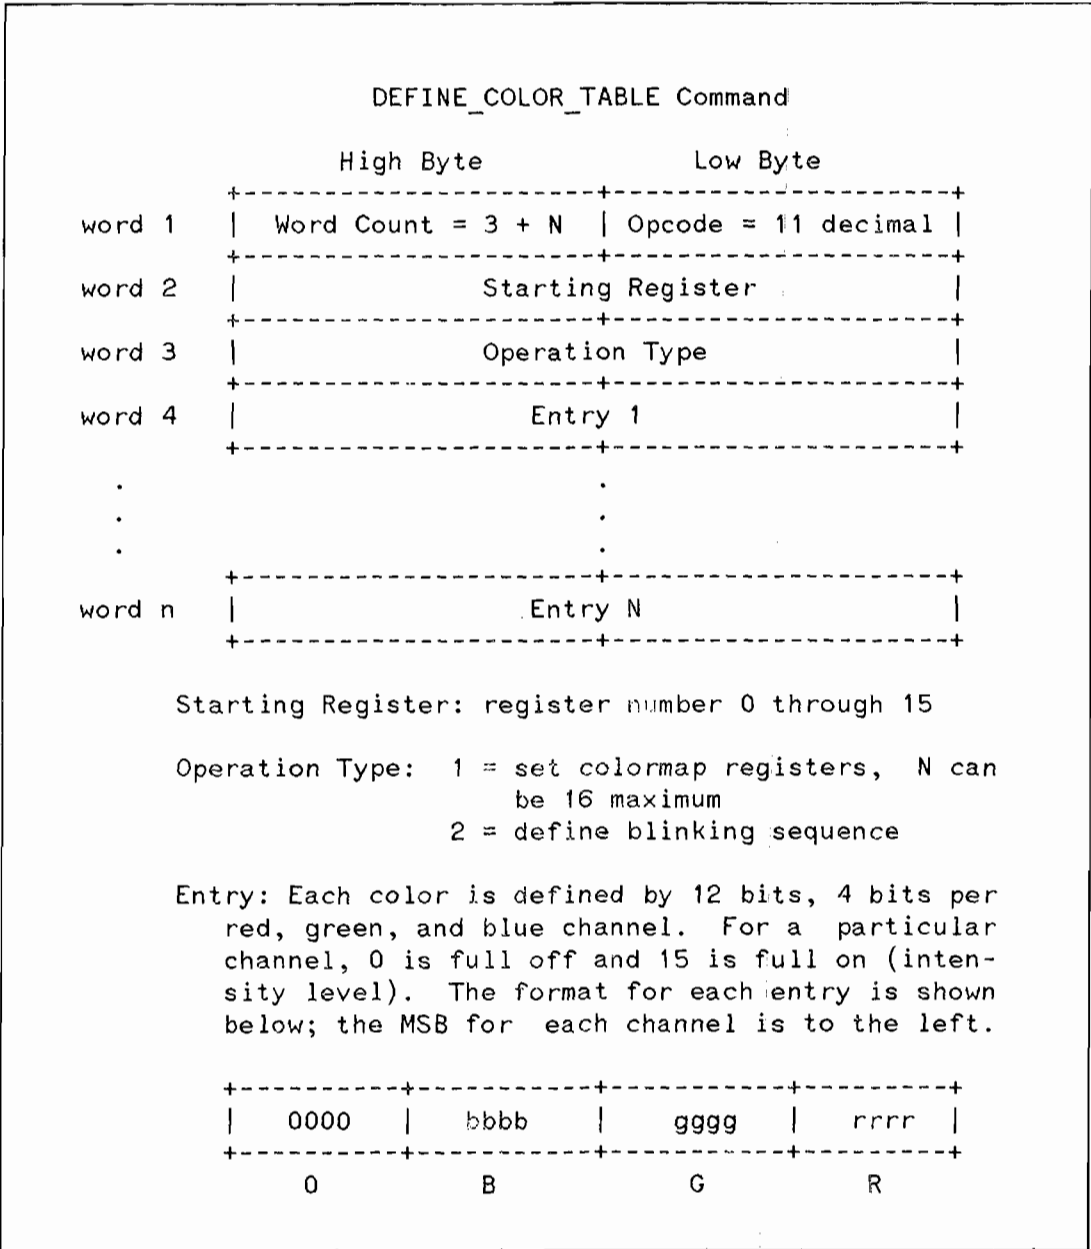 DEFINE_COLOR_TABLE Command
High Byte Low Byte
+-----------------------+----------------------+
word 1 | Word Count = 3 + N | Opcode = 11 decimal |
+-----------------------+----------------------+
word 2 | Starting Register |
+-----------------------+----------------------+
word 3 | Operation Type |
+-----------------------+----------------------+
word 4 | Entry 1 |
+-----------------------+----------------------+
. .
. .
. .
+-----------------------+----------------------+
word n | Entry N |
+-----------------------+----------------------+
Starting Register: register number 0 through 15
Operation Type: 1 = set colormap registers, N can
be 16 maximum
2 = define blinking sequence
Entry: Each color is defined by 12 bits, 4 bits per
red, green, and blue channel. For a particular
channel, 0 is full off and 15 is full on (inten-
sity level). The format for each entry is shown
below; the MSB for each channel is to the left.
+----------+-----------+-----------+---------+
| 0000 | bbbb | gggg | rrrr |
+----------+-----------+-----------+---------+
0 B G R